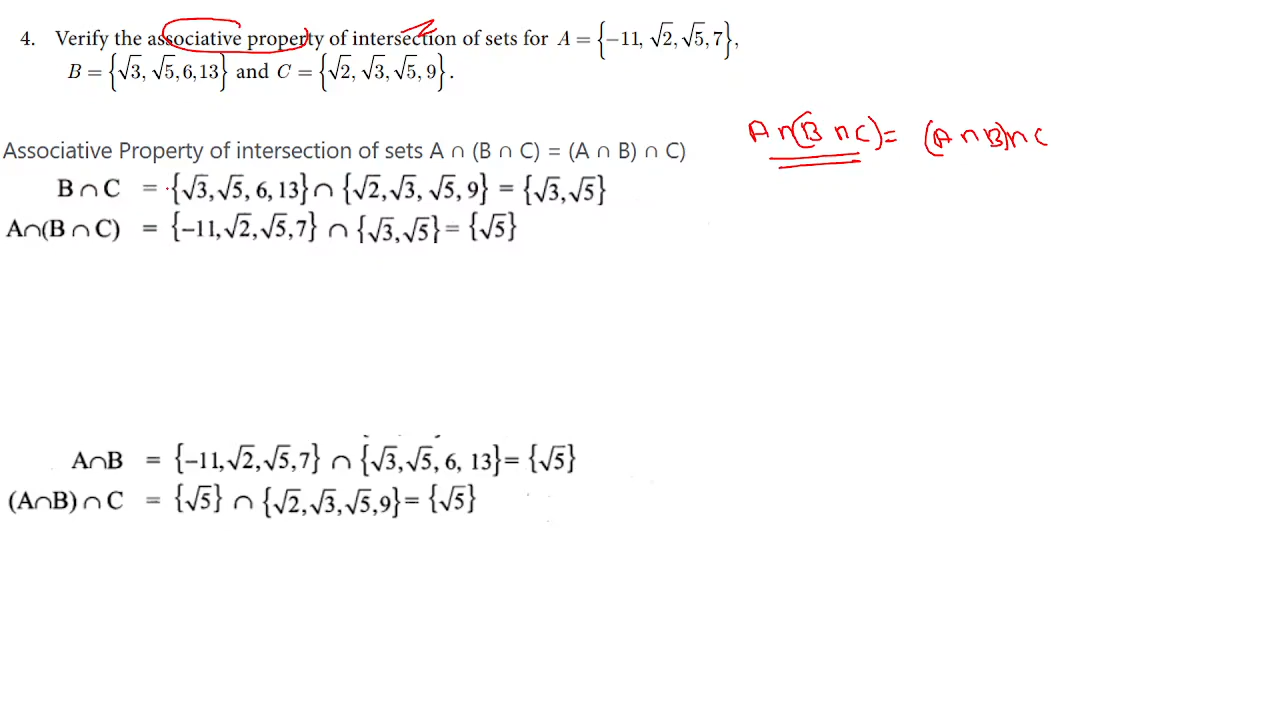 4. Verify the associative property of intersection of sets for A = {−11, √2, √5, 7},
B = {√3, √5, 6, 13} and C = {√2, √3, √5, 9}.
A ∩ (B ∩ C) = (A ∩ B) ∩ C
Associative Property of intersection of sets A ∩ (B ∩ C) = (A ∩ B) ∩ C)
B ∩ C = {√3, √5, 6, 13} ∩ {√2, √3, √5, 9} = {√3, √5}
A∩(B ∩ C) = {−11, √2, √5, 7} ∩ {√3, √5} = {√5}
A∩B = {−11, √2, √5, 7} ∩ {√3, √5, 6, 13} = {√5}
(A∩B) ∩ C = {√5} ∩ {√2, √3, √5, 9} = {√5}